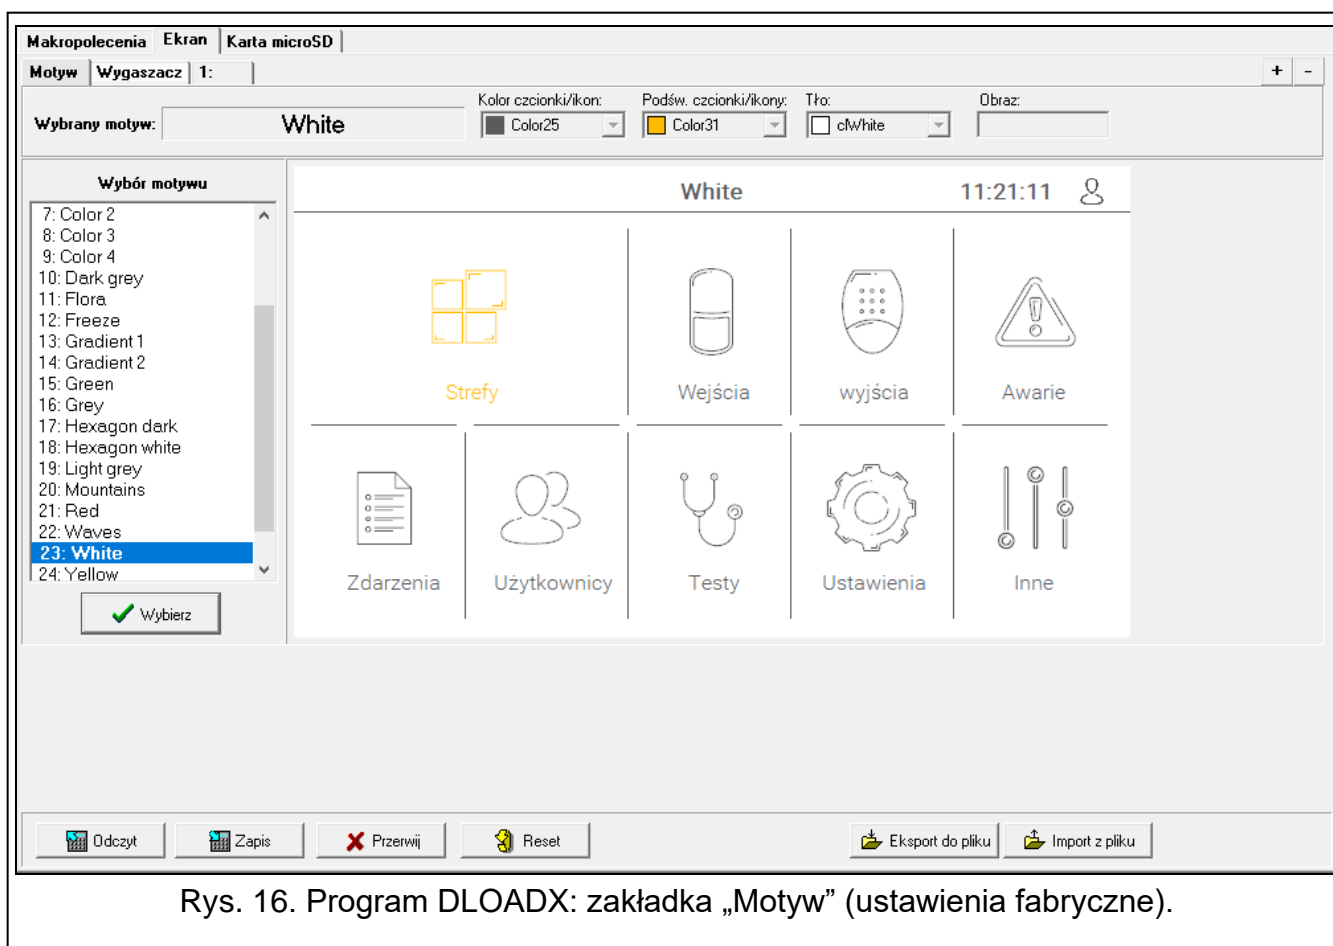 Makropolecenia Ekran Karta microSD
Motyw Wygaszacz 1: + -
Kolor czcionki/ikon: Podśw. czcionki/ikony: Tło: Obraz:
Wybrany motyw: White Color25 Color31 clWhite
Wybór motywu
7: Color 2
8: Color 3
9: Color 4
10: Dark grey
11: Flora
12: Freeze
13: Gradient 1
14: Gradient 2
15: Green
16: Grey
17: Hexagon dark
18: Hexagon white
19: Light grey
20: Mountains
21: Red
22: Waves
23: White
24: Yellow
Wybierz
White 11:21:11
Strefy Wejścia wyjścia Awarie
Zdarzenia Użytkownicy Testy Ustawienia Inne
Odczyt Zapis Przerwij Reset Eksport do pliku Import z pliku
Rys. 16. Program DLOADX: zakładka „Motyw” (ustawienia fabryczne).